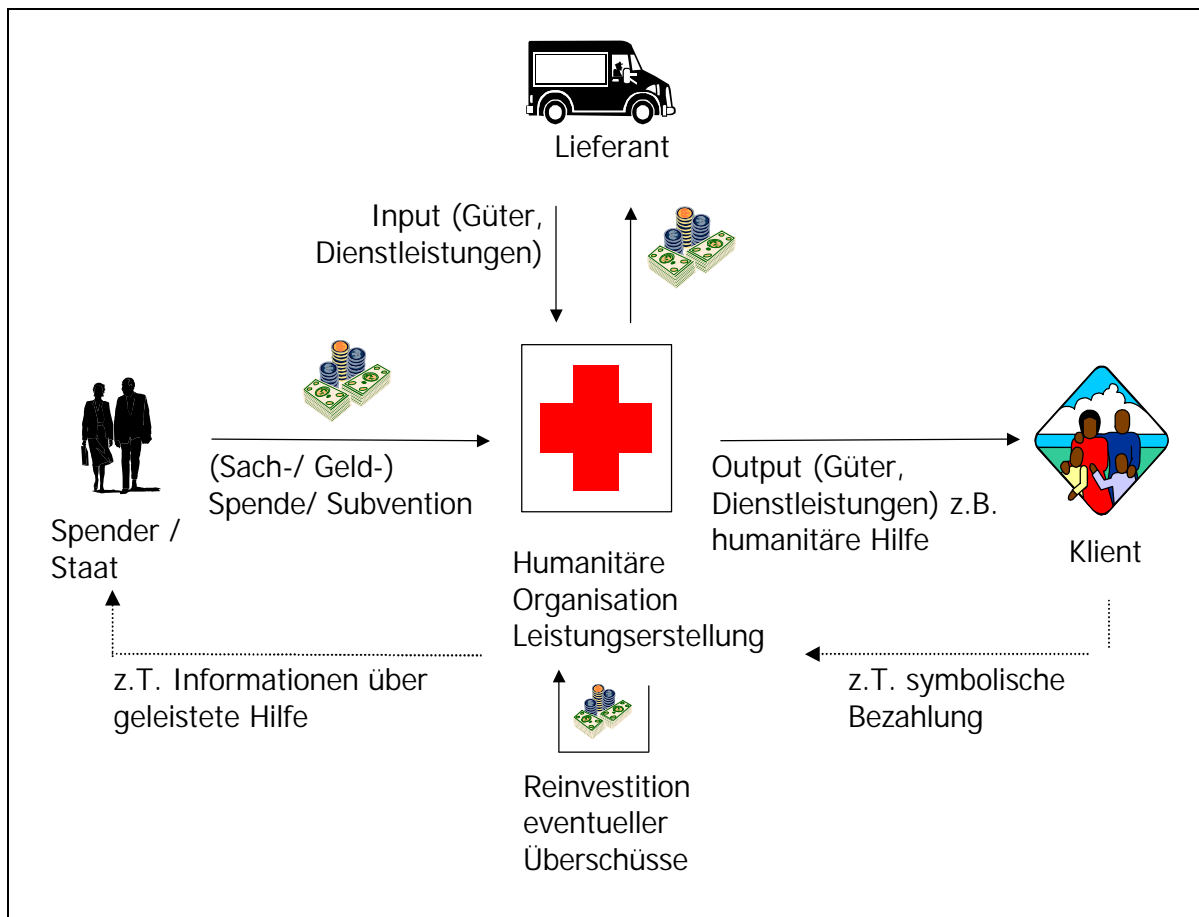 Lieferant
Input (Güter,
Dienstleistungen)
(Sach-/ Geld-)
Spende/ Subvention
Spender /
Staat
Output (Güter,
Dienstleistungen) z.B.
humanitäre Hilfe
Klient
Humanitäre
Organisation
Leistungserstellung
z.T. Informationen über
geleistete Hilfe
z.T. symbolische
Bezahlung
Reinvestition
eventueller
Überschüsse